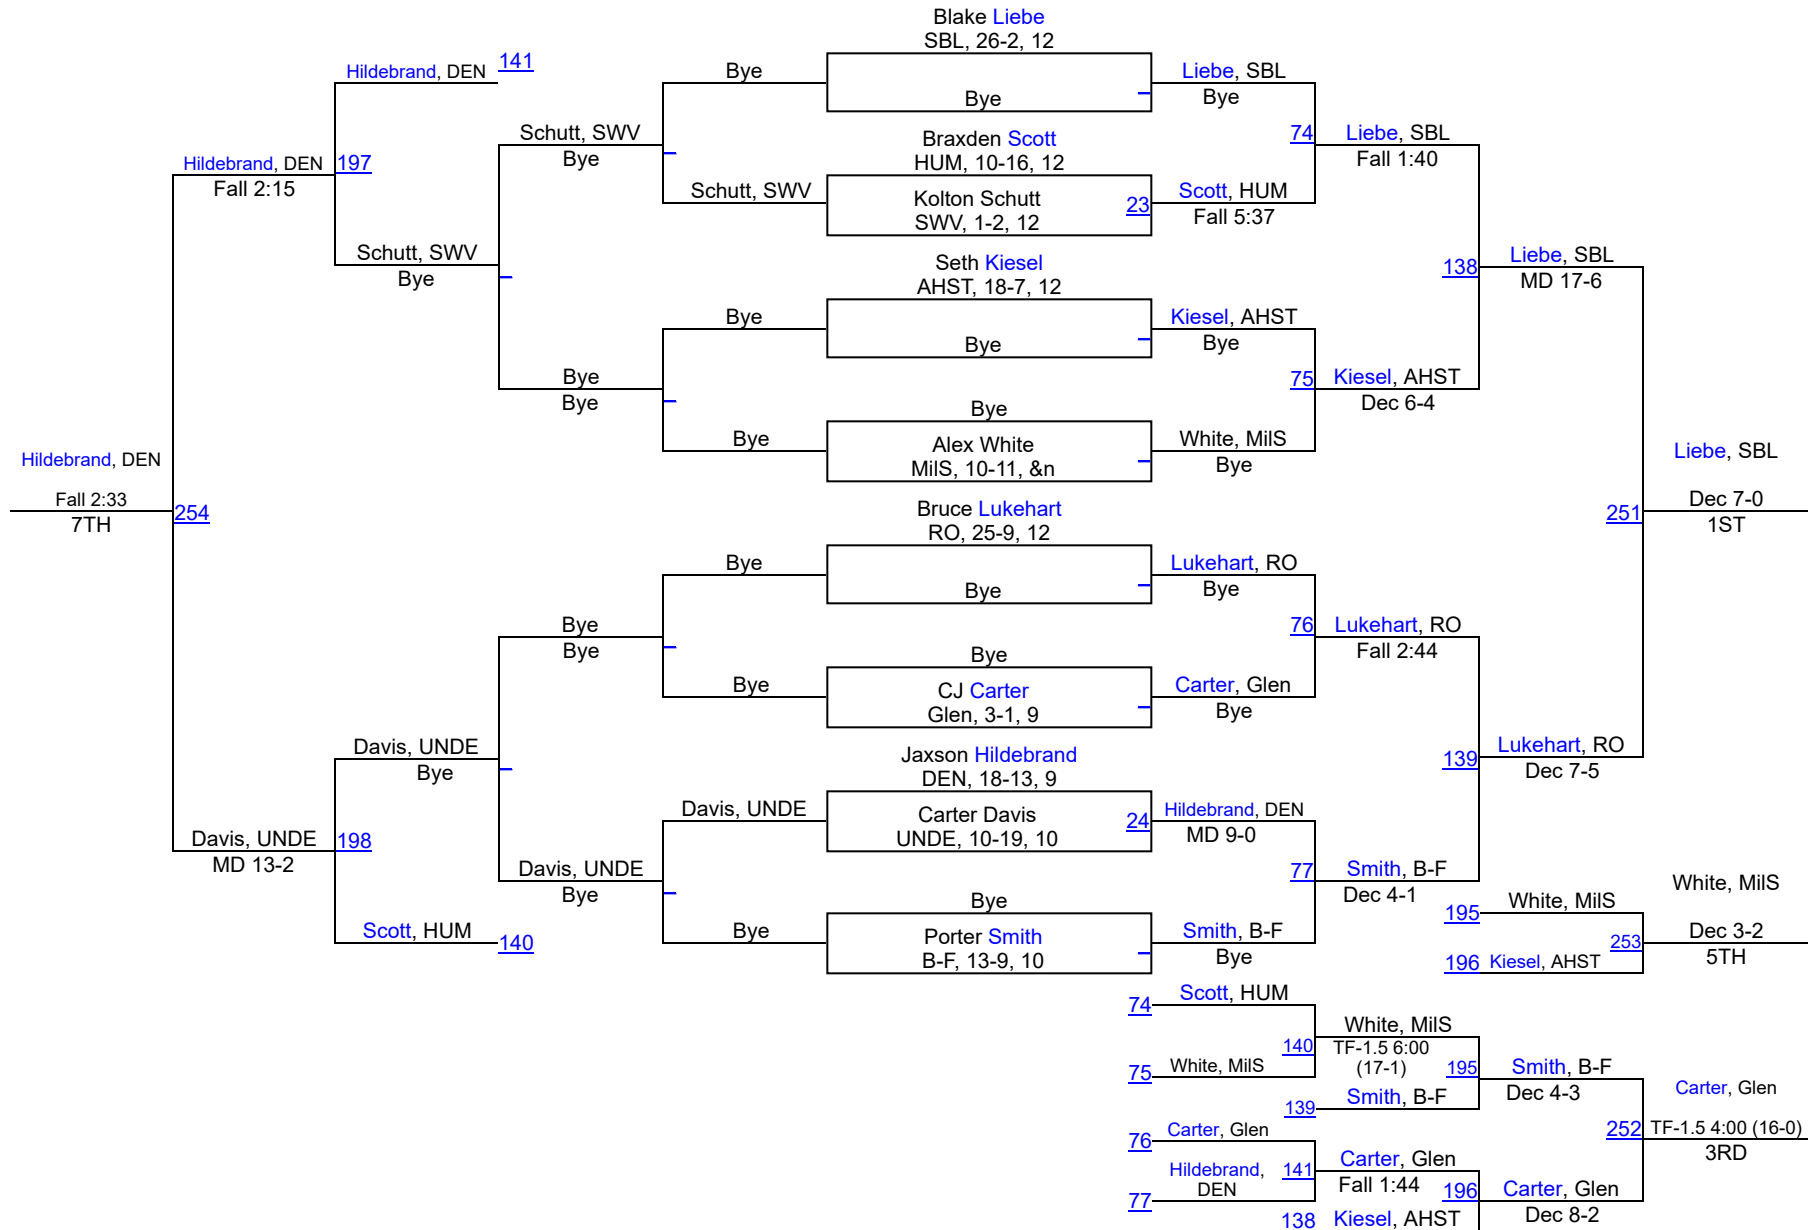 Blake Liebe
SBL, 26-2, 12
Bye
Braxden Scott
HUM, 10-16, 12
Kolton Schutt
SWV, 1-2, 12
23
Seth Kiesel
AHST, 18-7, 12
Bye
Bye
Alex White
MilS, 10-11, &n
Bruce Lukehart
RO, 25-9, 12
Bye
Bye
CJ Carter
Glen, 3-1, 9
Jaxson Hildebrand
DEN, 18-13, 9
Carter Davis
UNDE, 10-19, 10
24
Bye
Porter Smith
B-F, 13-9, 10
Liebe, SBL
Bye
Scott, HUM
Fall 5:37
Kiesel, AHST
Bye
White, MilS
Bye
Lukehart, RO
Bye
Carter, Glen
Bye
Hildebrand, DEN
MD 9-0
Smith, B-F
Bye
74
Liebe, SBL
Fall 1:40
75
Kiesel, AHST
Dec 6-4
76
Lukehart, RO
Fall 2:44
77
Smith, B-F
Dec 4-1
138
Liebe, SBL
MD 17-6
139
Lukehart, RO
Dec 7-5
251
Liebe, SBL
Dec 7-0
1ST
Bye
Schutt, SWV
Bye
Bye
Bye
Bye
Davis, UNDE
Bye
Schutt, SWV
Bye
Bye
Bye
Bye
Bye
Davis, UNDE
Bye
Hildebrand, DEN
141
Schutt, SWV
Bye
Davis, UNDE
Bye
Scott, HUM
140
Hildebrand, DEN
197
Fall 2:15
Davis, UNDE
198
MD 13-2
Hildebrand, DEN
Fall 2:33
254
7TH
195
White, MilS
196
Kiesel, AHST
253
White, MilS
Dec 3-2
5TH
74
Scott, HUM
75
White, MilS
140
White, MilS
TF-1.5 6:00
(17-1)
139
Smith, B-F
195
Smith, B-F
Dec 4-3
76
Carter, Glen
77
Hildebrand,
DEN
141
Carter, Glen
Fall 1:44
138
Kiesel, AHST
196
Carter, Glen
Dec 8-2
252
Carter, Glen
TF-1.5 4:00 (16-0)
3RD